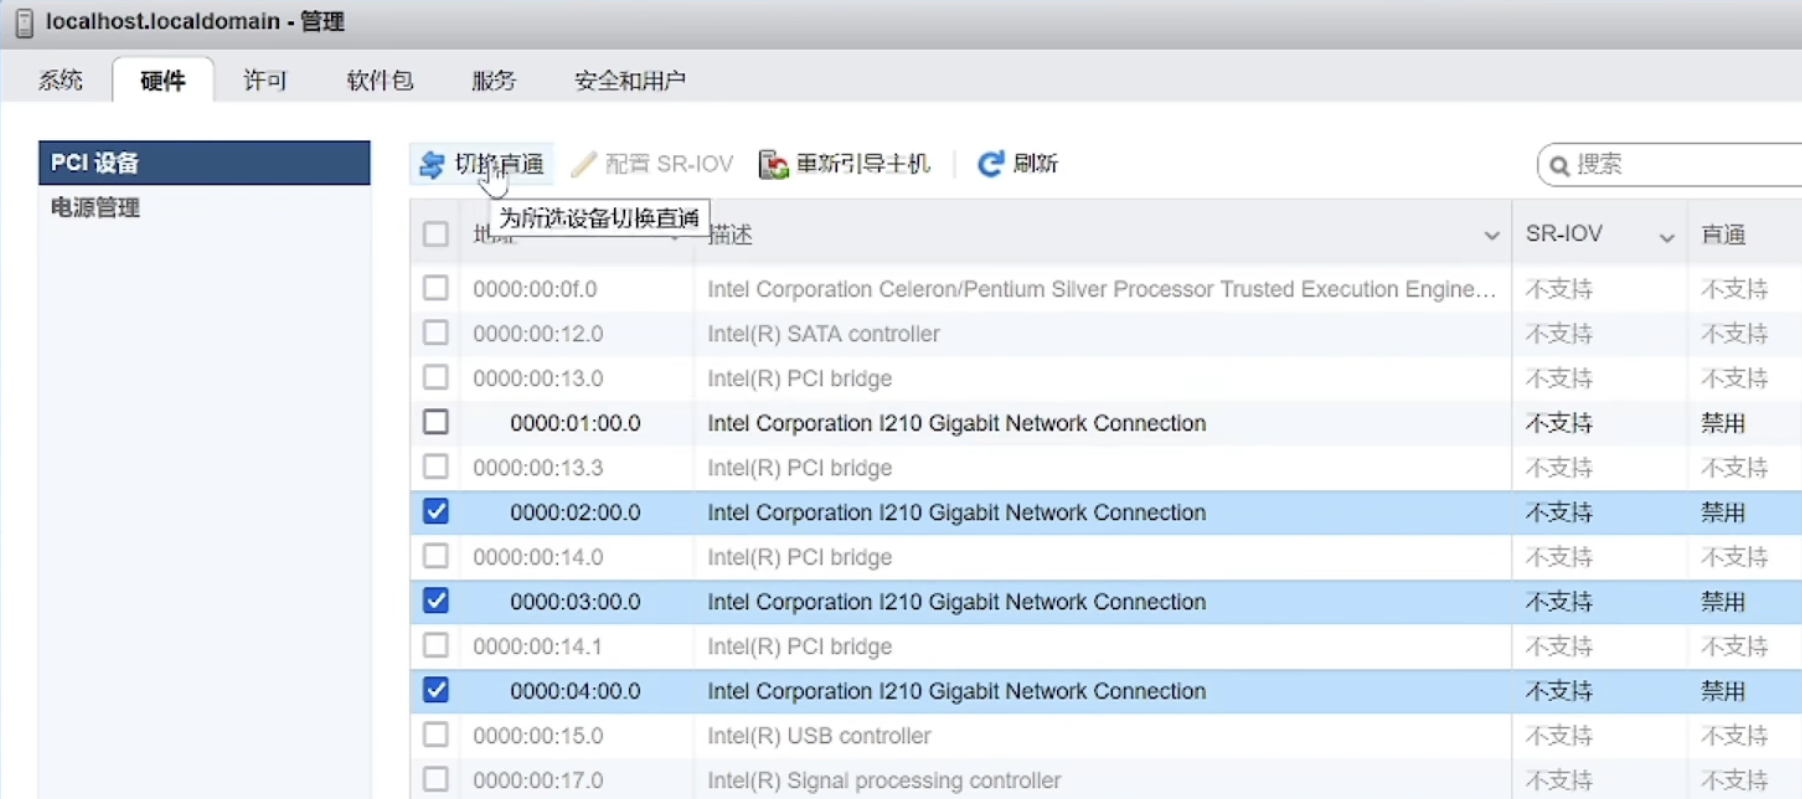 localhost.localdomain - 管理
系统 硬件 许可 软件包 服务 安全和用户
PCI 设备
电源管理
切换直通 配置 SR-IOV 重新引导主机 刷新 搜索
为所选设备切换直通
描述 SR-IOV 直通
0000:00:0f.0 Intel Corporation Celeron/Pentium Silver Processor Trusted Execution Engine... 不支持 不支持
0000:00:12.0 Intel(R) SATA controller 不支持 不支持
0000:00:13.0 Intel(R) PCI bridge 不支持 不支持
0000:01:00.0 Intel Corporation I210 Gigabit Network Connection 不支持 禁用
0000:00:13.3 Intel(R) PCI bridge 不支持 不支持
0000:02:00.0 Intel Corporation I210 Gigabit Network Connection 不支持 禁用
0000:00:14.0 Intel(R) PCI bridge 不支持 不支持
0000:03:00.0 Intel Corporation I210 Gigabit Network Connection 不支持 禁用
0000:00:14.1 Intel(R) PCI bridge 不支持 不支持
0000:04:00.0 Intel Corporation I210 Gigabit Network Connection 不支持 禁用
0000:00:15.0 Intel(R) USB controller 不支持 不支持
0000:00:17.0 Intel(R) Signal processing controller 不支持 不支持